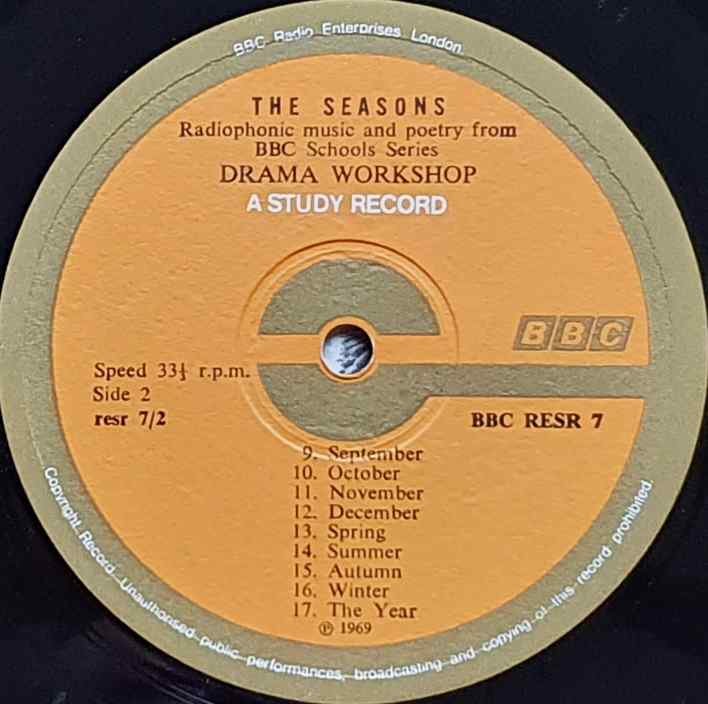 BBC Radio Enterprises London.
THE SEASONS
Radiophonic music and poetry from
BBC Schools Series
DRAMA WORKSHOP
A STUDY RECORD
BBC
Speed 33⅓ r.p.m.
Side 2
resr 7/2
BBC RESR 7
9. September
10. October
11. November
12. December
13. Spring
14. Summer
15. Autumn
16. Winter
17. The Year
℗ 1969
Copyright Record. Unauthorised public performances, broadcasting and copying of this record prohibited.